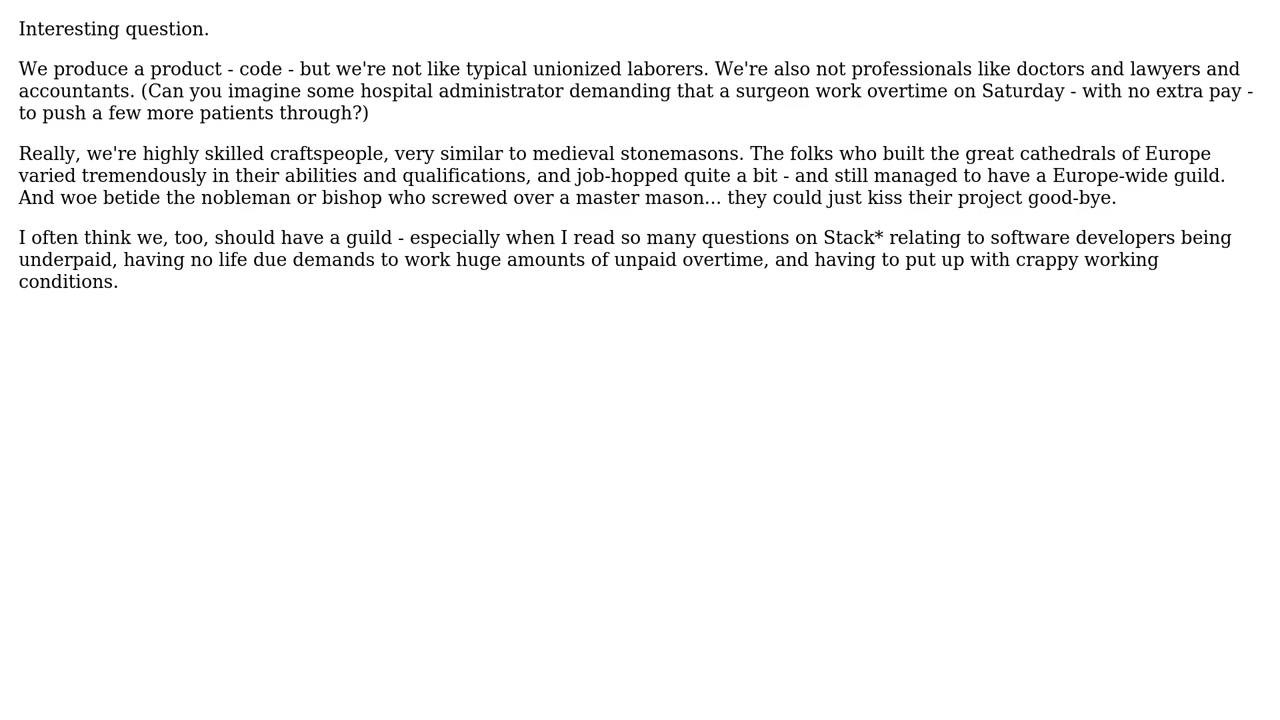 Interesting question.
We produce a product - code - but we're not like typical unionized laborers. We're also not professionals like doctors and lawyers and
accountants. (Can you imagine some hospital administrator demanding that a surgeon work overtime on Saturday - with no extra pay -
to push a few more patients through?)
Really, we're highly skilled craftspeople, very similar to medieval stonemasons. The folks who built the great cathedrals of Europe
varied tremendously in their abilities and qualifications, and job-hopped quite a bit - and still managed to have a Europe-wide guild.
And woe betide the nobleman or bishop who screwed over a master mason... they could just kiss their project good-bye.
I often think we, too, should have a guild - especially when I read so many questions on Stack* relating to software developers being
underpaid, having no life due demands to work huge amounts of unpaid overtime, and having to put up with crappy working
conditions.